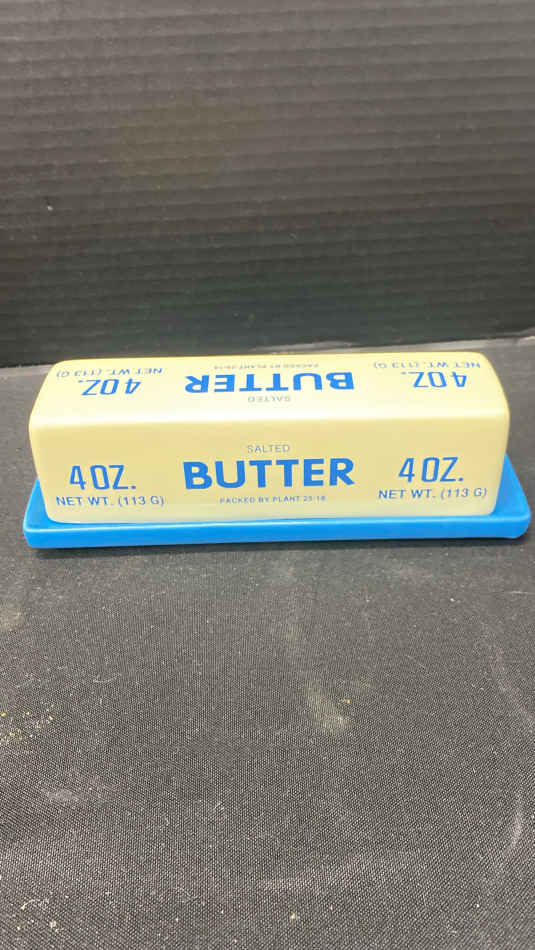 NET WT. (113 G)
4 OZ.
PACKED BY PLANT 25-18
BUTTER
SALTED
NET WT. (113 G)
4 OZ.
SALTED
4 OZ.
BUTTER
4 OZ.
NET WT. (113 G)
PACKED BY PLANT 25-18
NET WT. (113 G)